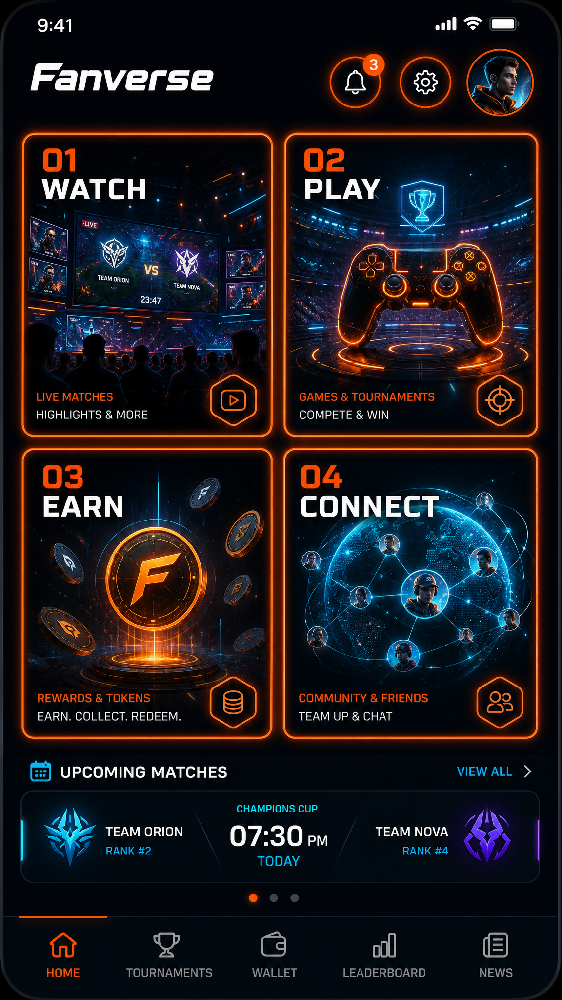 9:41
Fanverse
3
01
WATCH
LIVE
VS
TEAM ORION
TEAM NOVA
23:47
LIVE MATCHES
HIGHLIGHTS & MORE
02
PLAY
GAMES & TOURNAMENTS
COMPETE & WIN
03
EARN
F
REWARDS & TOKENS
EARN. COLLECT. REDEEM.
04
CONNECT
COMMUNITY & FRIENDS
TEAM UP & CHAT
UPCOMING MATCHES
VIEW ALL
TEAM ORION
RANK #2
CHAMPIONS CUP
07:30 PM
TODAY
TEAM NOVA
RANK #4
HOME
TOURNAMENTS
WALLET
LEADERBOARD
NEWS